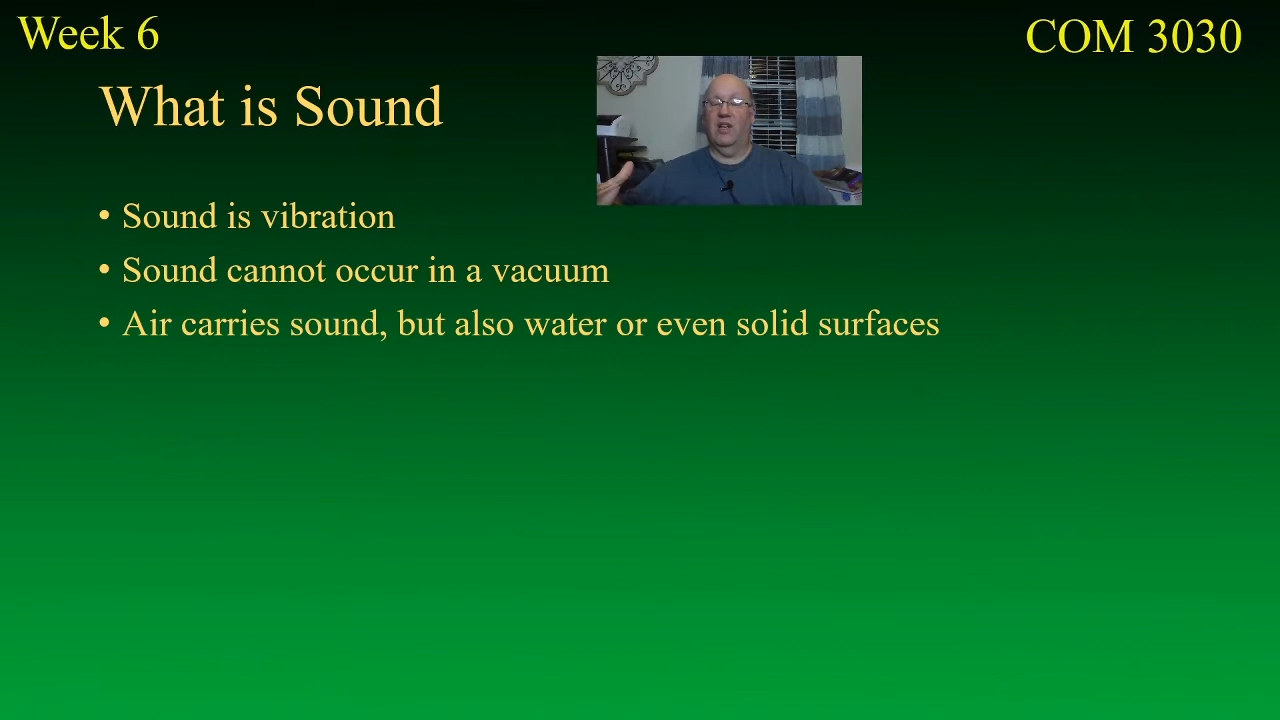 Week 6
COM 3030
What is Sound
• Sound is vibration
• Sound cannot occur in a vacuum
• Air carries sound, but also water or even solid surfaces